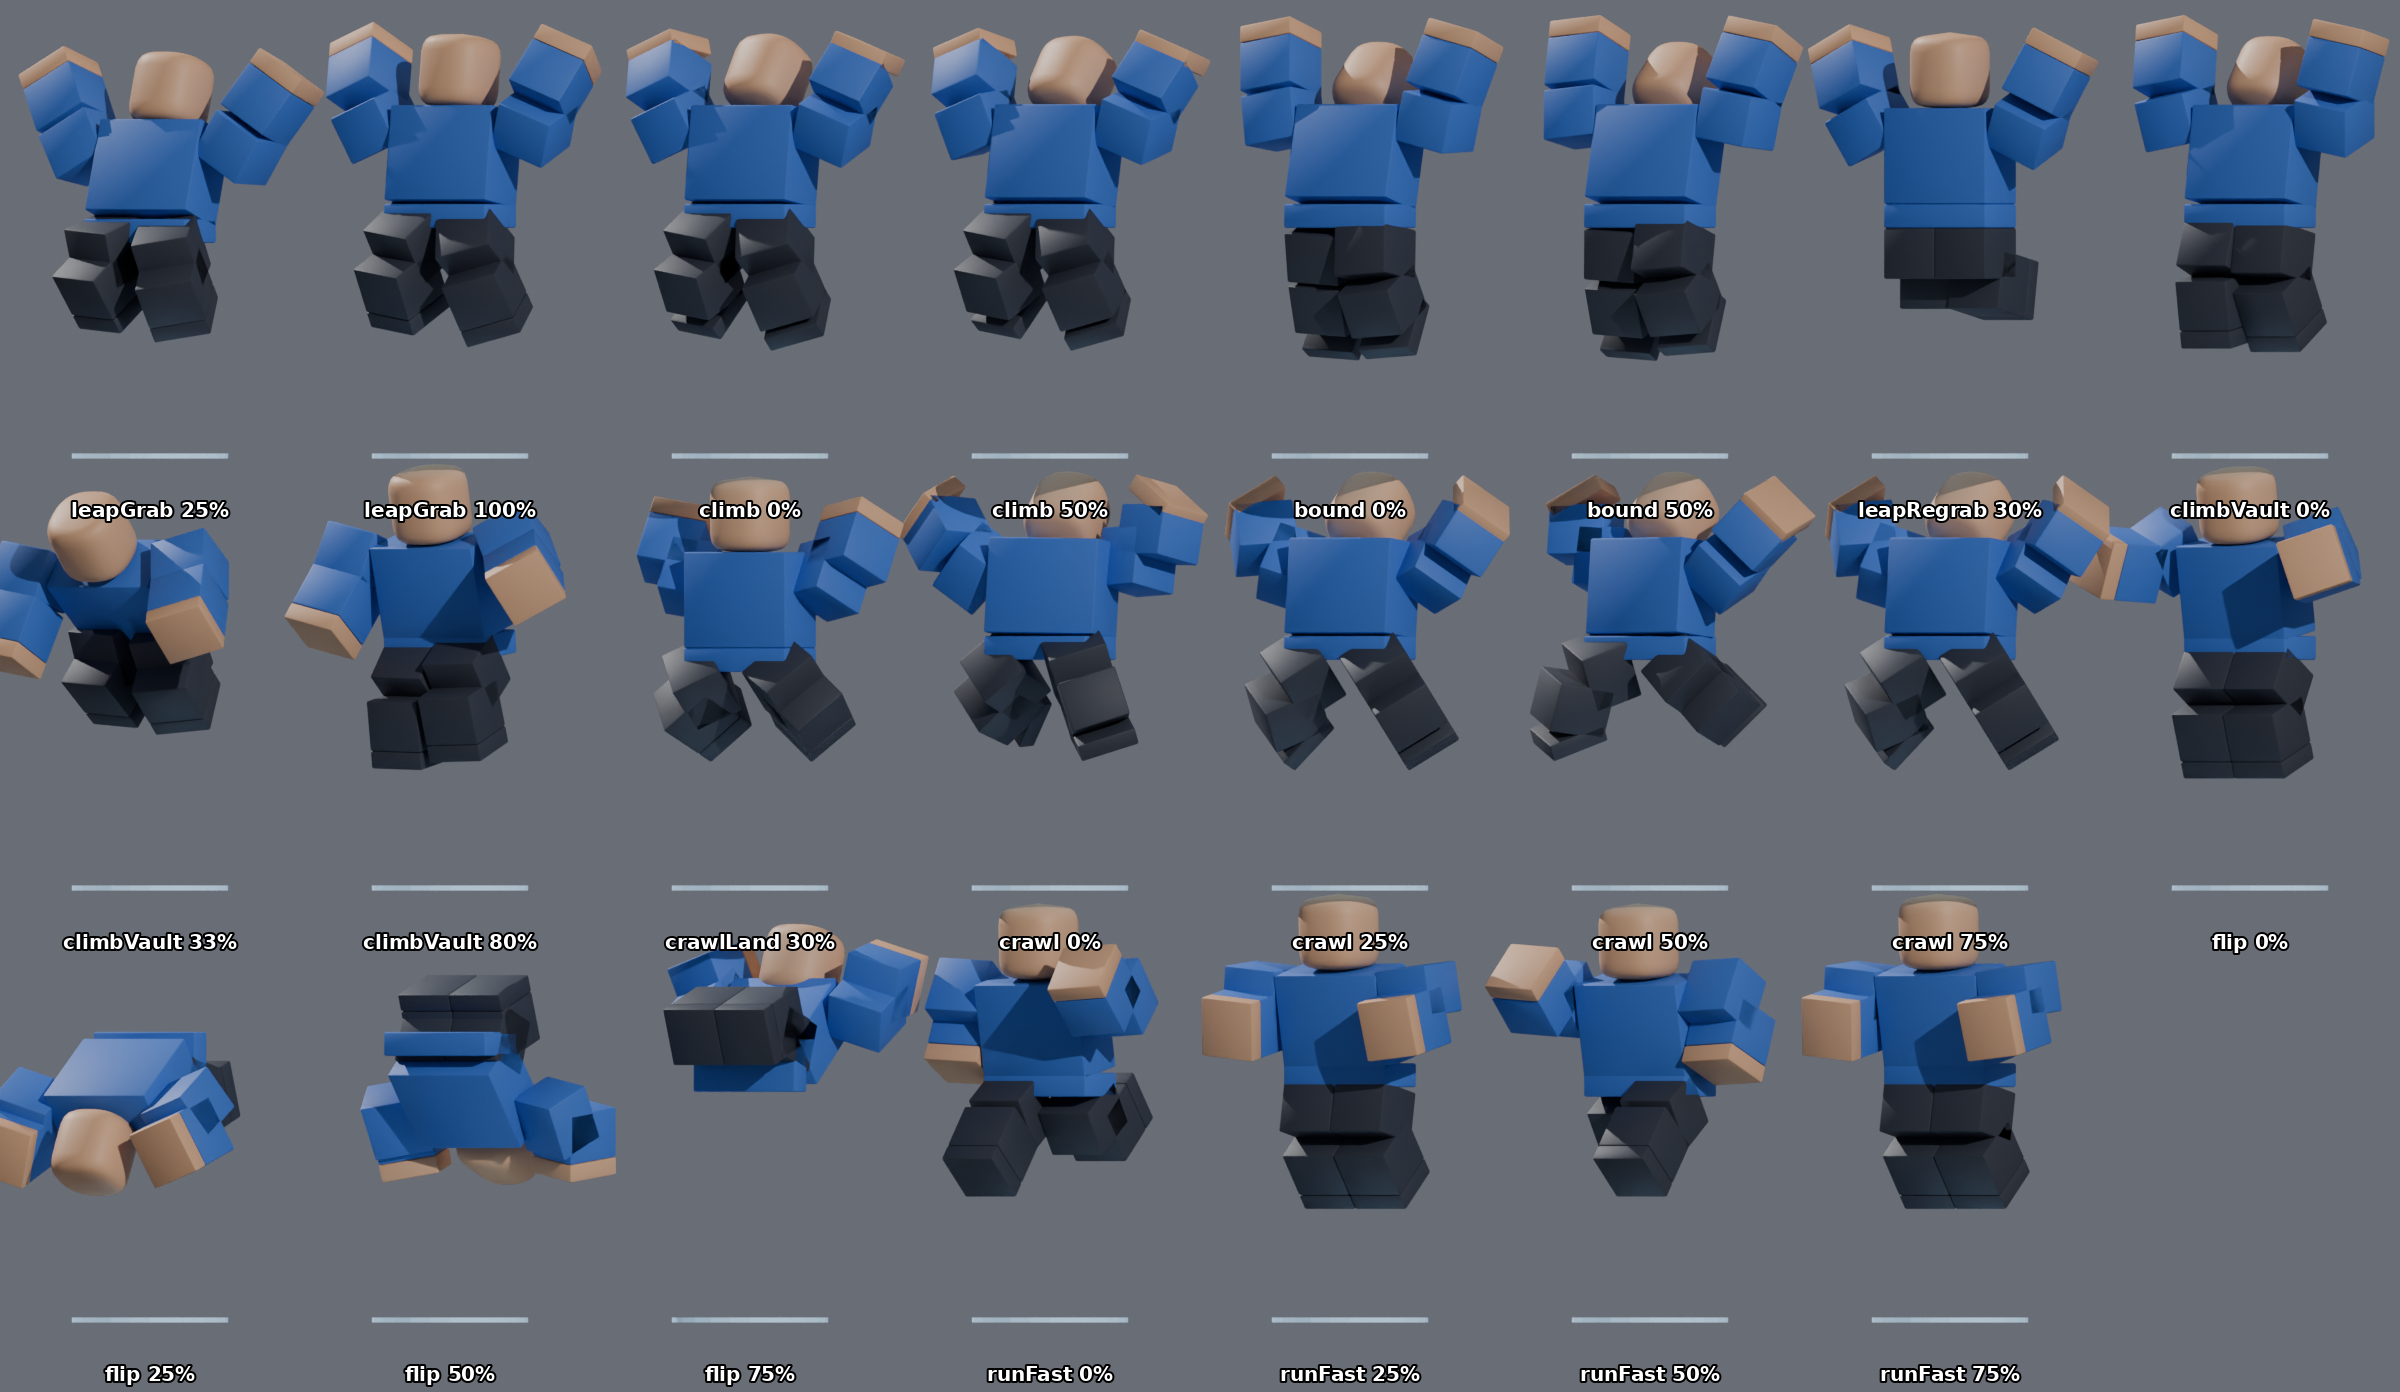 leapGrab 25%
leapGrab 100%
climb 0%
climb 50%
bound 0%
bound 50%
leapRegrab 30%
climbVault 0%
climbVault 33%
climbVault 80%
crawlLand 30%
crawl 0%
crawl 25%
crawl 50%
crawl 75%
flip 0%
flip 25%
flip 50%
flip 75%
runFast 0%
runFast 25%
runFast 50%
runFast 75%